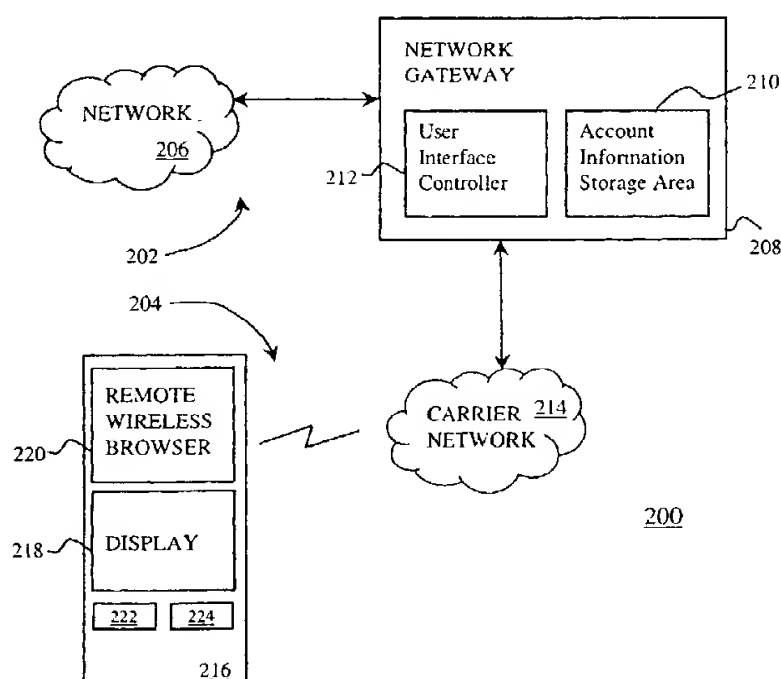 NETWORK
206
NETWORK
GATEWAY
210
User
Interface
Controller
Account
Information
Storage Area
212
208
202
204
REMOTE
WIRELESS
BROWSER
220
CARRIER
NETWORK
214
DISPLAY
218
200
222
224
216